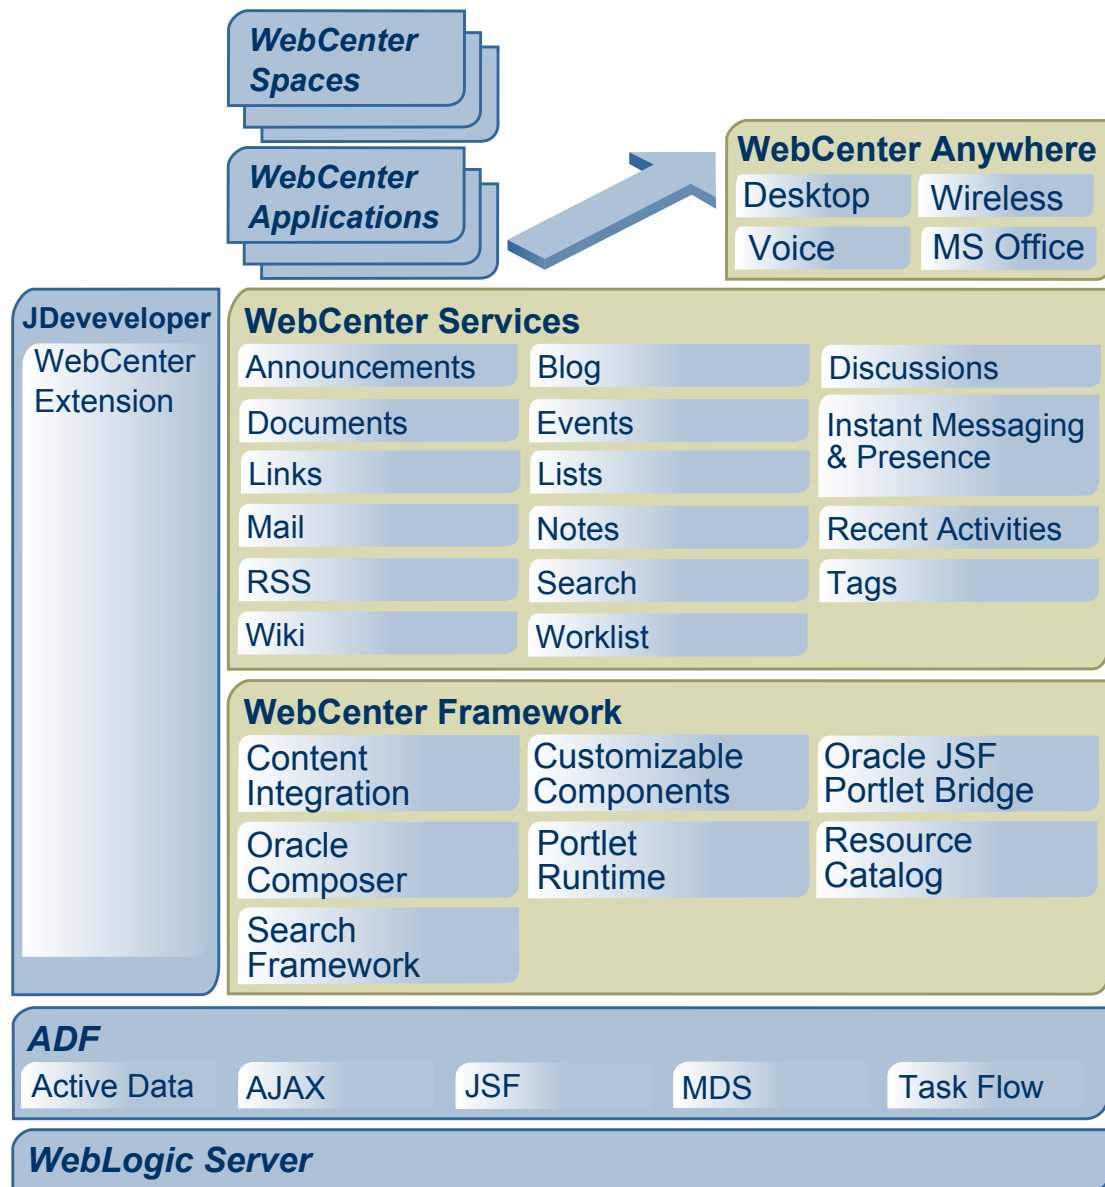 WebCenter
Spaces
WebCenter
Applications
WebCenter Anywhere
Desktop
Wireless
Voice
MS Office
JDeveveloper
WebCenter
Extension
WebCenter Services
Announcements
Blog
Discussions
Documents
Events
Instant Messaging
& Presence
Links
Lists
Mail
Notes
Recent Activities
RSS
Search
Tags
Wiki
Worklist
WebCenter Framework
Content
Integration
Customizable
Components
Oracle JSF
Portlet Bridge
Oracle
Composer
Portlet
Runtime
Resource
Catalog
Search
Framework
ADF
Active Data
AJAX
JSF
MDS
Task Flow
WebLogic Server